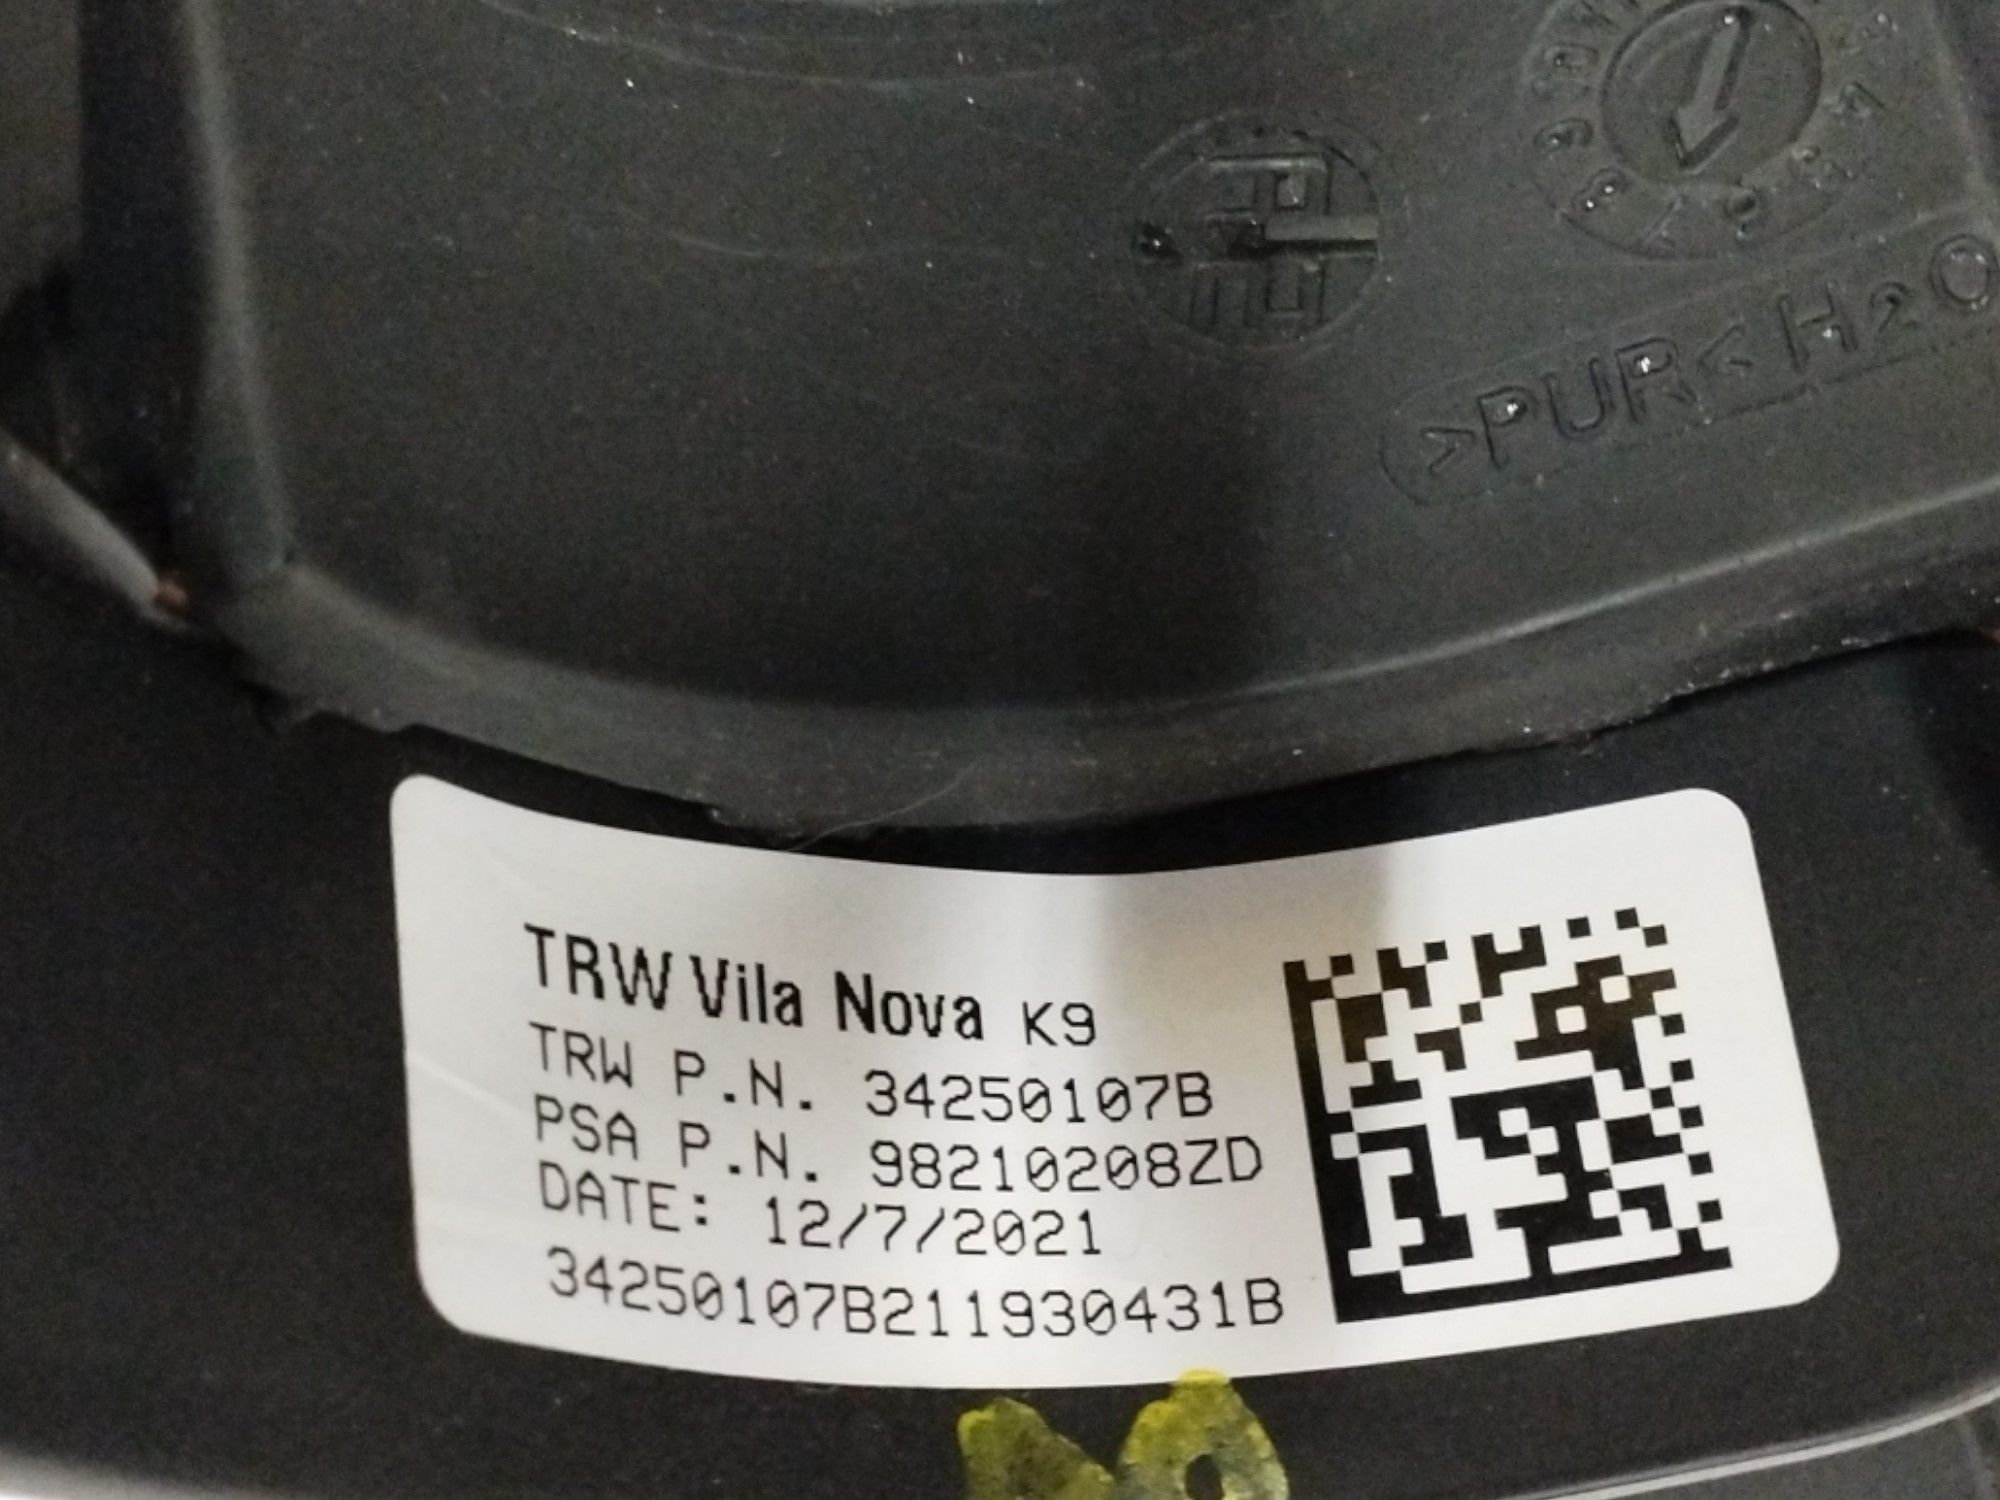 >PUR< H2O
TRW Vila Nova K9
TRW P.N. 34250107B
PSA P.N. 98210208ZD
DATE: 12/7/2021
34250107B211930431B